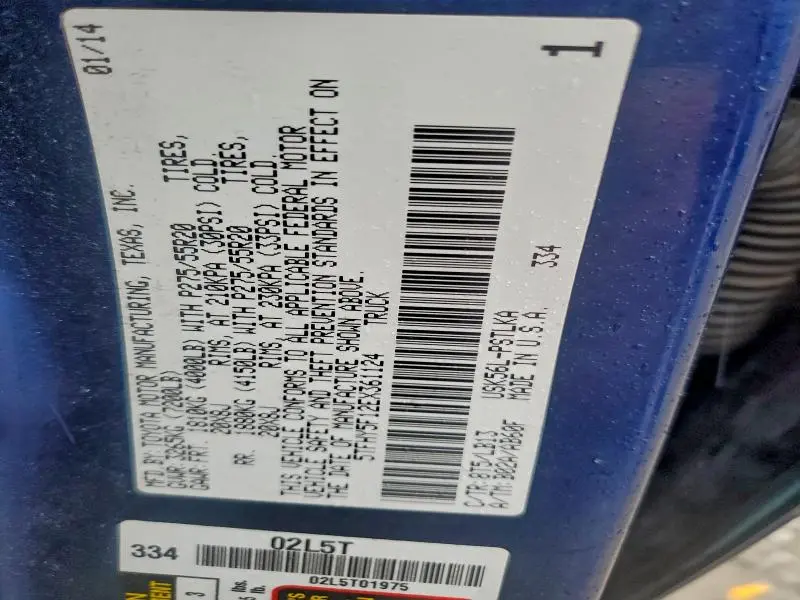 01/14
MFD. BY: TOYOTA MOTOR MANUFACTURING, TEXAS, INC.
GVWR: 3265KG (7200LB)
GAWR: FRT. 1810KG (4000LB) WITH P275/55R20 TIRES,
20X8J RIMS, AT 210KPA (30PSI) COLD.
RR. 1880KG (4150LB) WITH P275/55R20 TIRES,
20X8J RIMS, AT 230KPA (33PSI) COLD.
THIS VEHICLE CONFORMS TO ALL APPLICABLE FEDERAL MOTOR
VEHICLE SAFETY AND THEFT PREVENTION STANDARDS IN EFFECT ON
THE DATE OF MANUFACTURE SHOWN ABOVE.
5TFHY5F12EX361124 TRUCK
C/TR:8T5/LB13 USK56L-PSTLKA 334
A/TM:B02A/AB60F MADE IN U.S.A
1
334 02L5T
02L5T01975